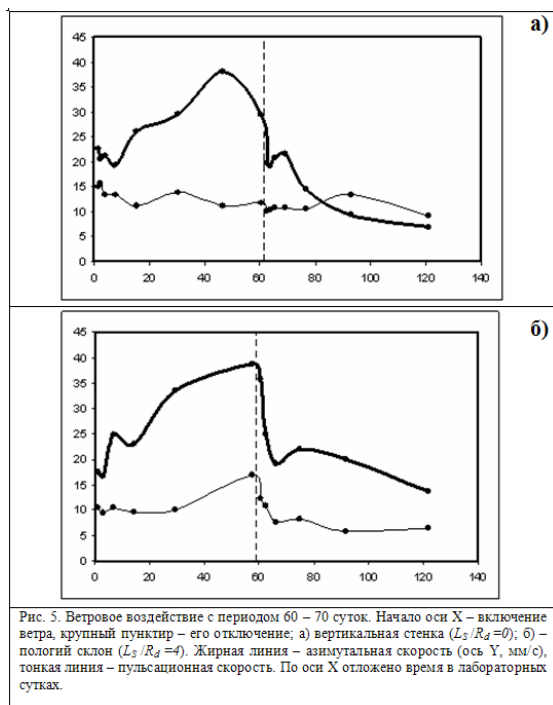 а)
45
40
35
30
25
20
15
10
5
0
0 20 40 60 80 100 120 140
б)
45
40
35
30
25
20
15
10
5
0
0 20 40 60 80 100 120 140
Рис. 5. Ветровое воздействие с периодом 60 – 70 суток. Начало оси Х – включение
ветра, крупный пунктир – его отключение; а) вертикальная стенка (LS /Rd =0); б) –
пологий склон (LS /Rd =4). Жирная линия – азимутальная скорость (ось Y, мм/с),
тонкая линия – пульсационная скорость. По оси Х отложено время в лабораторных
сутках.